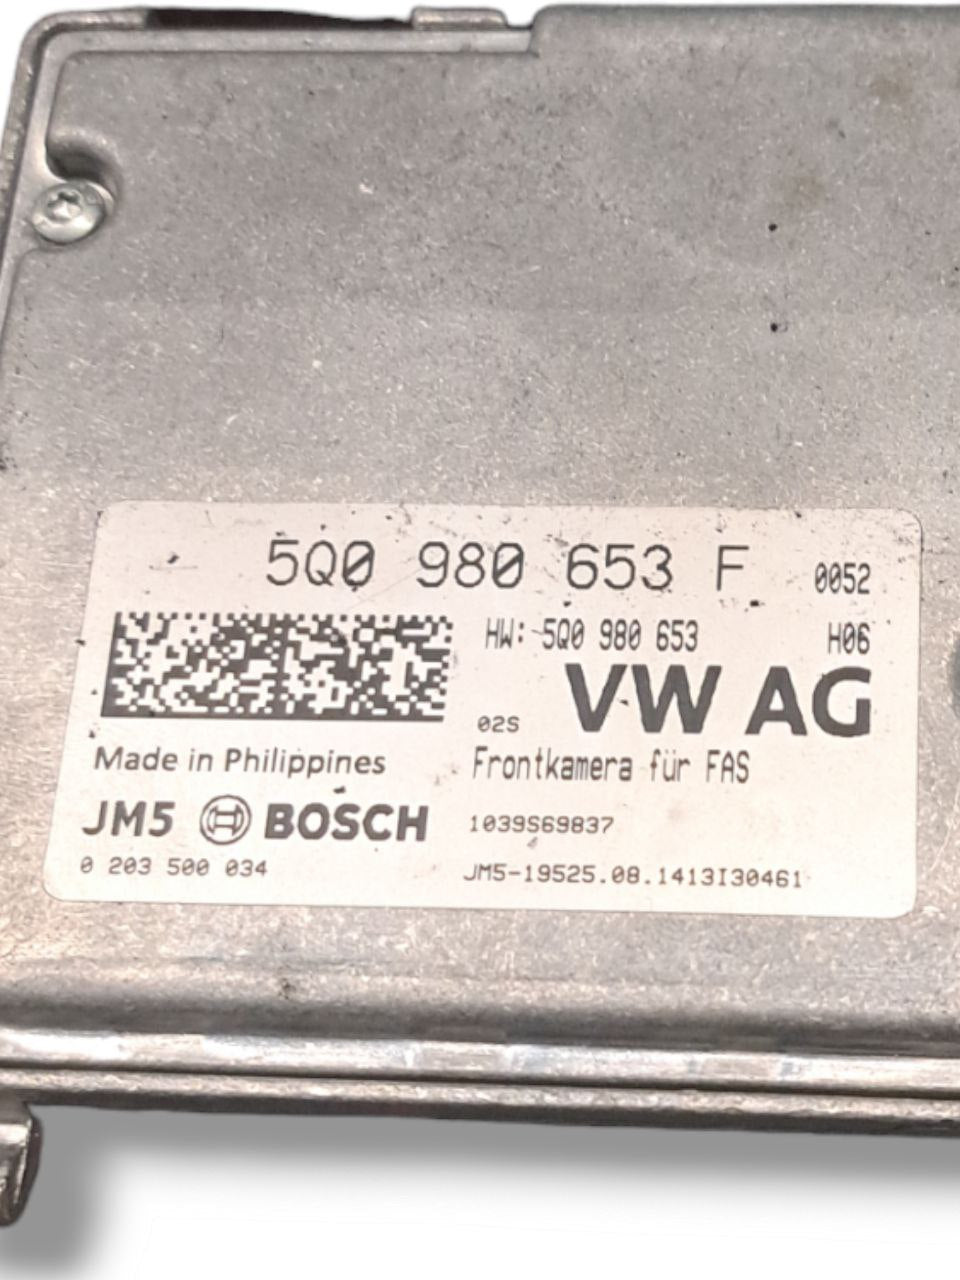 5Q0 980 653 F 0052
HW: 5Q0 980 653 H06
02S VW AG
Made in Philippines Frontkamera für FAS
JM5 BOSCH 1039S69837
0 203 500 034 JM5-19525.08.1413I30461